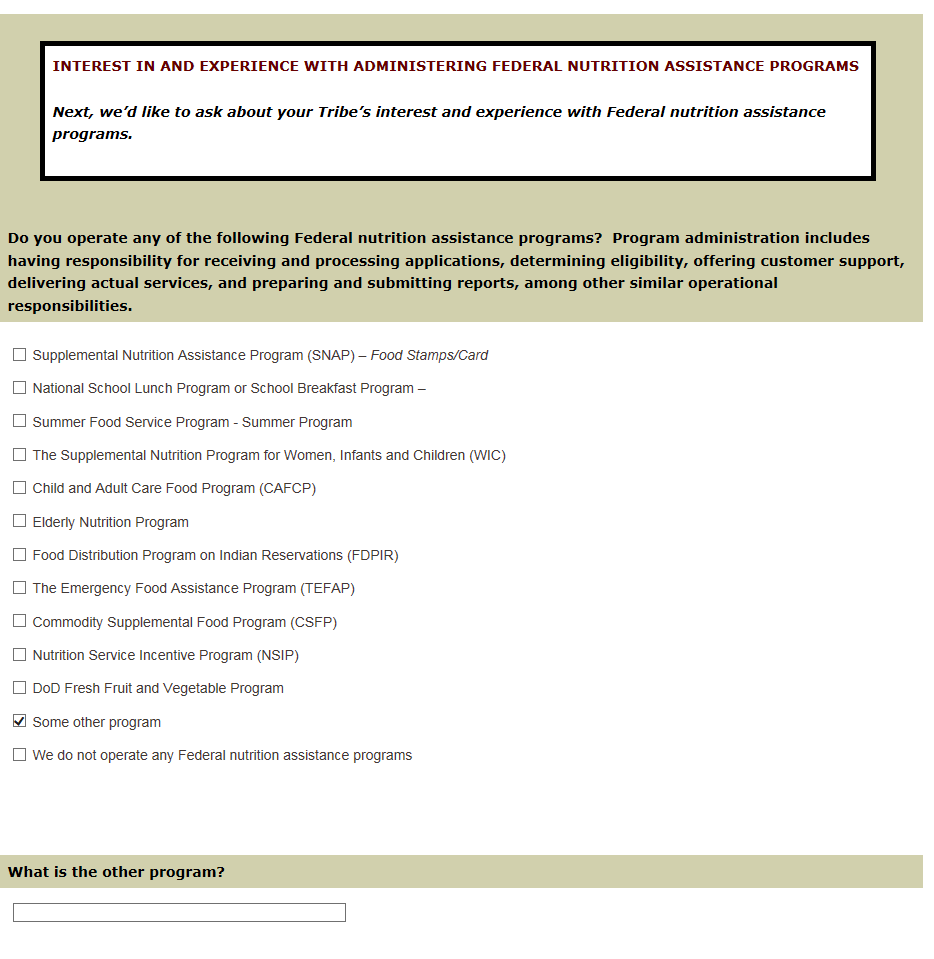 INTEREST IN AND EXPERIENCE WITH ADMINISTERING FEDERAL NUTRITION ASSISTANCE PROGRAMS
Next, we’d like to ask about your Tribe’s interest and experience with Federal nutrition assistance
programs.
Do you operate any of the following Federal nutrition assistance programs?  Program administration includes
having responsibility for receiving and processing applications, determining eligibility, offering customer support,
delivering actual services, and preparing and submitting reports, among other similar operational
responsibilities.
Supplemental Nutrition Assistance Program (SNAP) – Food Stamps/Card
National School Lunch Program or School Breakfast Program –
Summer Food Service Program - Summer Program
The Supplemental Nutrition Program for Women, Infants and Children (WIC)
Child and Adult Care Food Program (CAFCP)
Elderly Nutrition Program
Food Distribution Program on Indian Reservations (FDPIR)
The Emergency Food Assistance Program (TEFAP)
Commodity Supplemental Food Program (CSFP)
Nutrition Service Incentive Program (NSIP)
DoD Fresh Fruit and Vegetable Program
Some other program
We do not operate any Federal nutrition assistance programs
What is the other program?